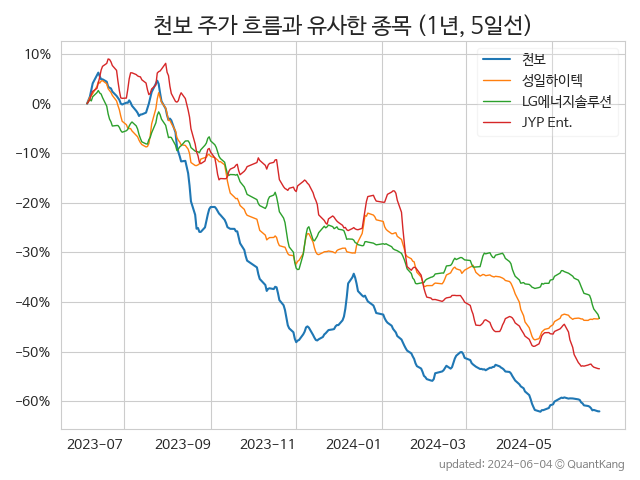 천보 주가 흐름과 유사한 종목 (1년, 5일선)
천보
성일하이텍
LG에너지솔루션
JYP Ent.
10%
0%
−10%
−20%
−30%
−40%
−50%
−60%
2023-07
2023-09
2023-11
2024-01
2024-03
2024-05
updated: 2024-06-04 © QuantKang